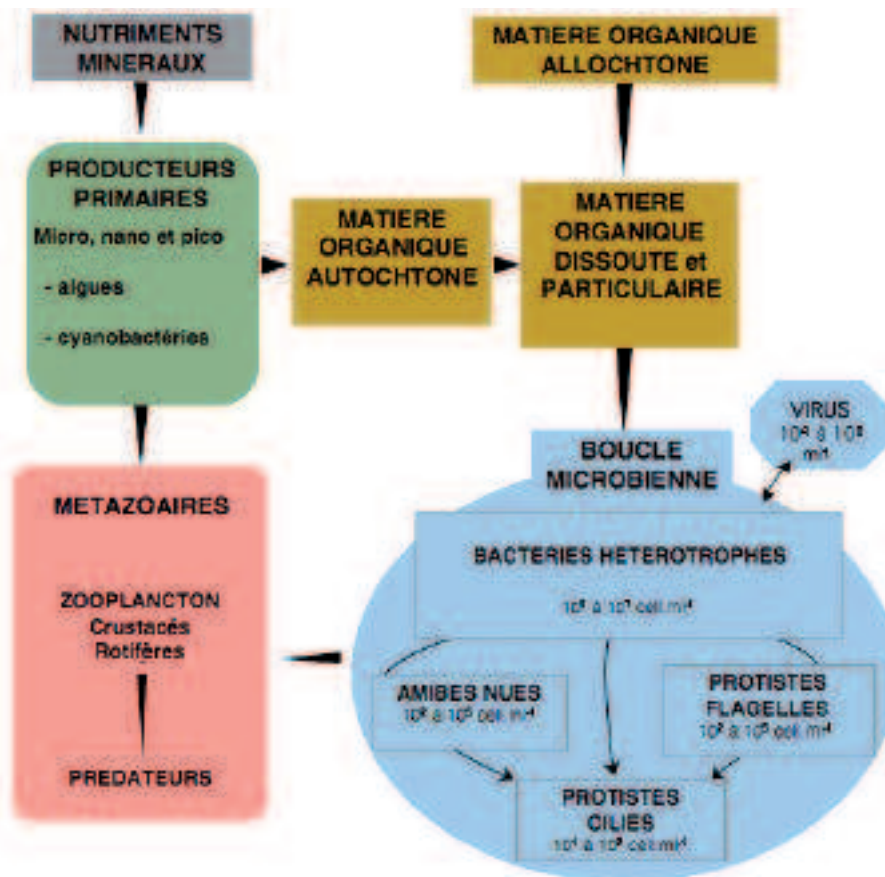 NUTRIMENTS
MINERAUX
MATIERE ORGANIQUE
ALLOCHTONE
PRODUCTEURS
PRIMAIRES
Micro, nano et pico
- algues
- cyanobactéries
MATIERE
ORGANIQUE
AUTOCHTONE
MATIERE
ORGANIQUE
DISSOUTE et
PARTICULAIRE
VIRUS
BOUCLE
MICROBIENNE
METAZOAIRES
ZOOPLANCTON
Crustacés
Rotifères
PREDATEURS
BACTERIES HETEROTROPHES
AMIBES NUES
PROTISTES
FLAGELLES
PROTISTES
CILIES